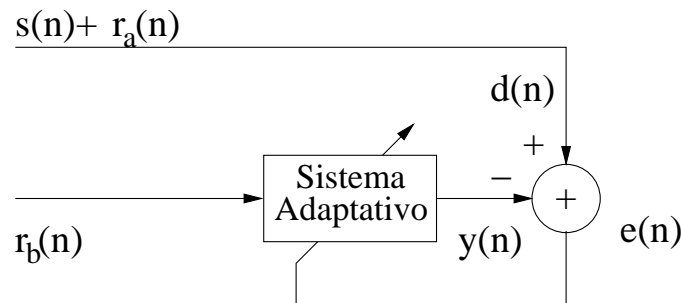 s(n)+ r_a(n)
d(n)
+
Sistema
Adaptativo
−
+
r_b(n)
y(n)
e(n)